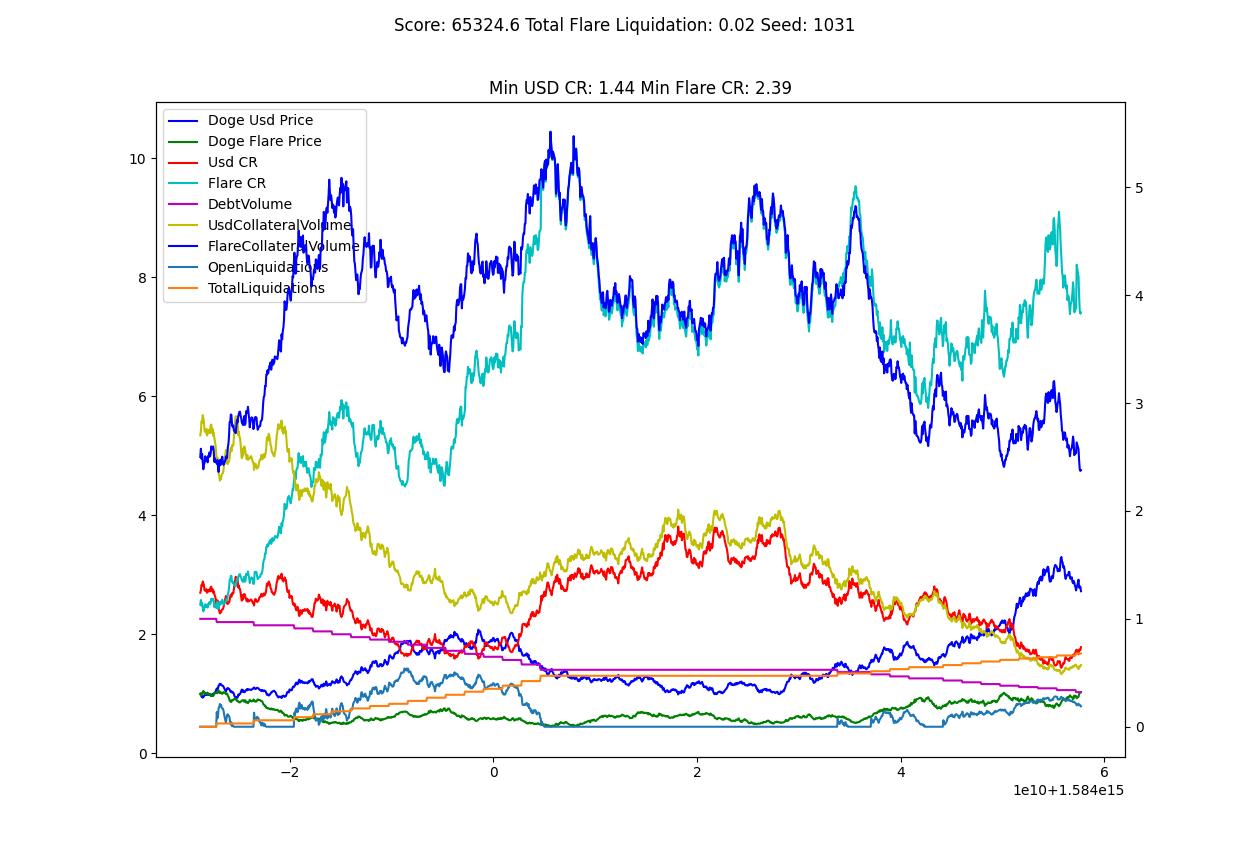 Score: 65324.6 Total Flare Liquidation: 0.02 Seed: 1031
Min USD CR: 1.44 Min Flare CR: 2.39
Doge Usd Price
Doge Flare Price
Usd CR
Flare CR
DebtVolume
UsdCollateralVolume
FlareCollateralVolume
OpenLiquidations
TotalLiquidations
10
8
6
4
2
0
5
4
3
2
1
0
−2
0
2
4
6
1e10+1.584e15